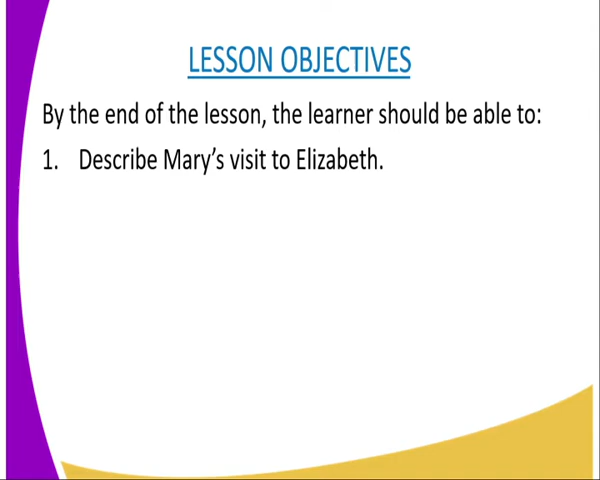 LESSON OBJECTIVES
By the end of the lesson, the learner should be able to:
1. Describe Mary’s visit to Elizabeth.